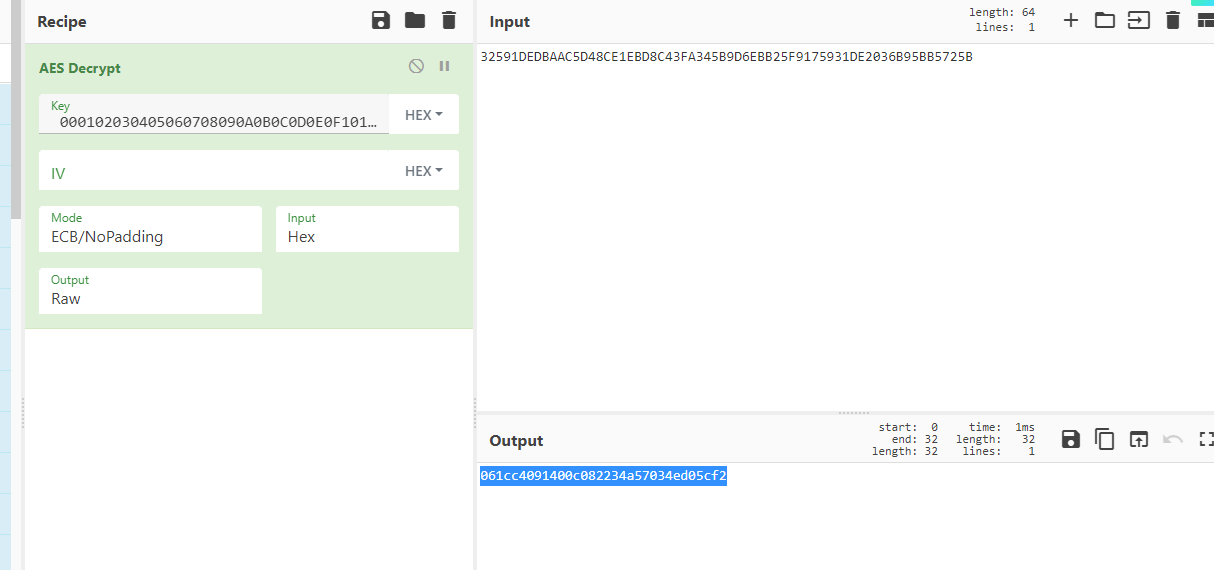 Recipe
AES Decrypt
Key
000102030405060708090A0B0C0D0E0F101…
HEX
IV
HEX
Mode
ECB/NoPadding
Input
Hex
Output
Raw
Input
length: 64
lines: 1
32591DEDBAAC5D48CE1EBD8C43FA345B9D6EBB25F9175931DE2036B95BB5725B
Output
start: 0 time: 1ms
end: 32 length: 32
length: 32 lines: 1
061cc4091400c082234a57034ed05cf2